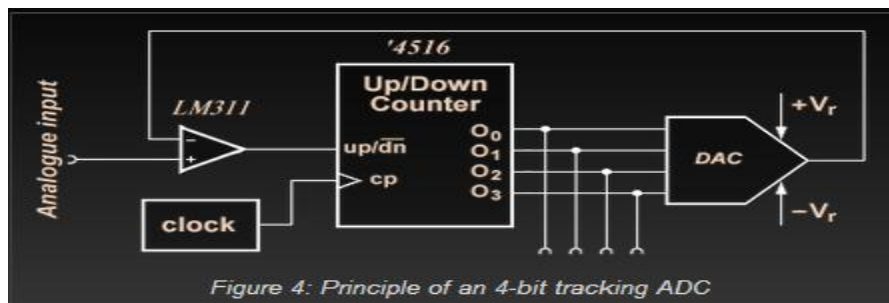 '4516
Up/Down
Counter
LM311
Analogue input
−
+
up/d̅n̅
cp
O₀
O₁
O₂
O₃
DAC
+Vᵣ
−Vᵣ
clock
Figure 4: Principle of an 4-bit tracking ADC